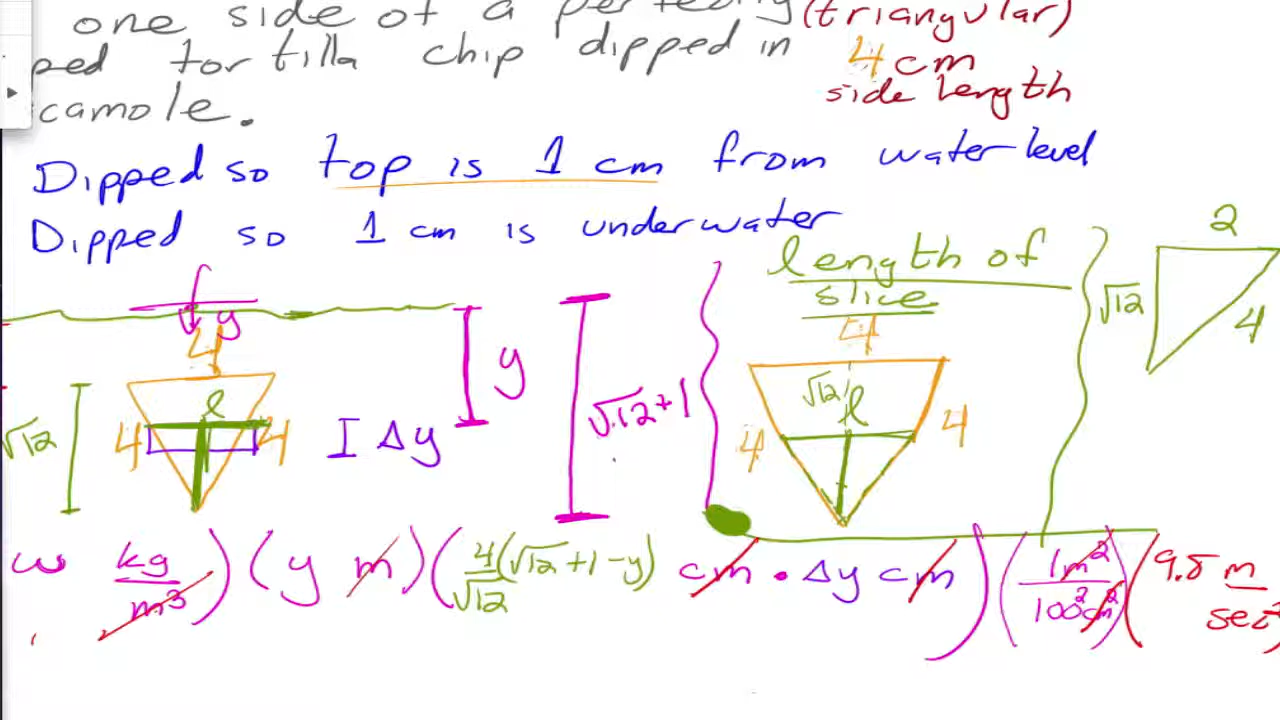 one side of a perfectly (triangular)
ped tortilla chip dipped in 4 cm
camole. side length
Dipped so top is 1 cm from water level
Dipped so 1 cm is underwater
length of
slice
2
√12
4
y
4
l
4
4
√12
I Δy
y
√12+1
4
√12
l
4
4
w kg/m³)(y m)(4/√12(√12+1-y) cm • Δy cm)(1m²/100²cm²)(9.8 m/sec²)